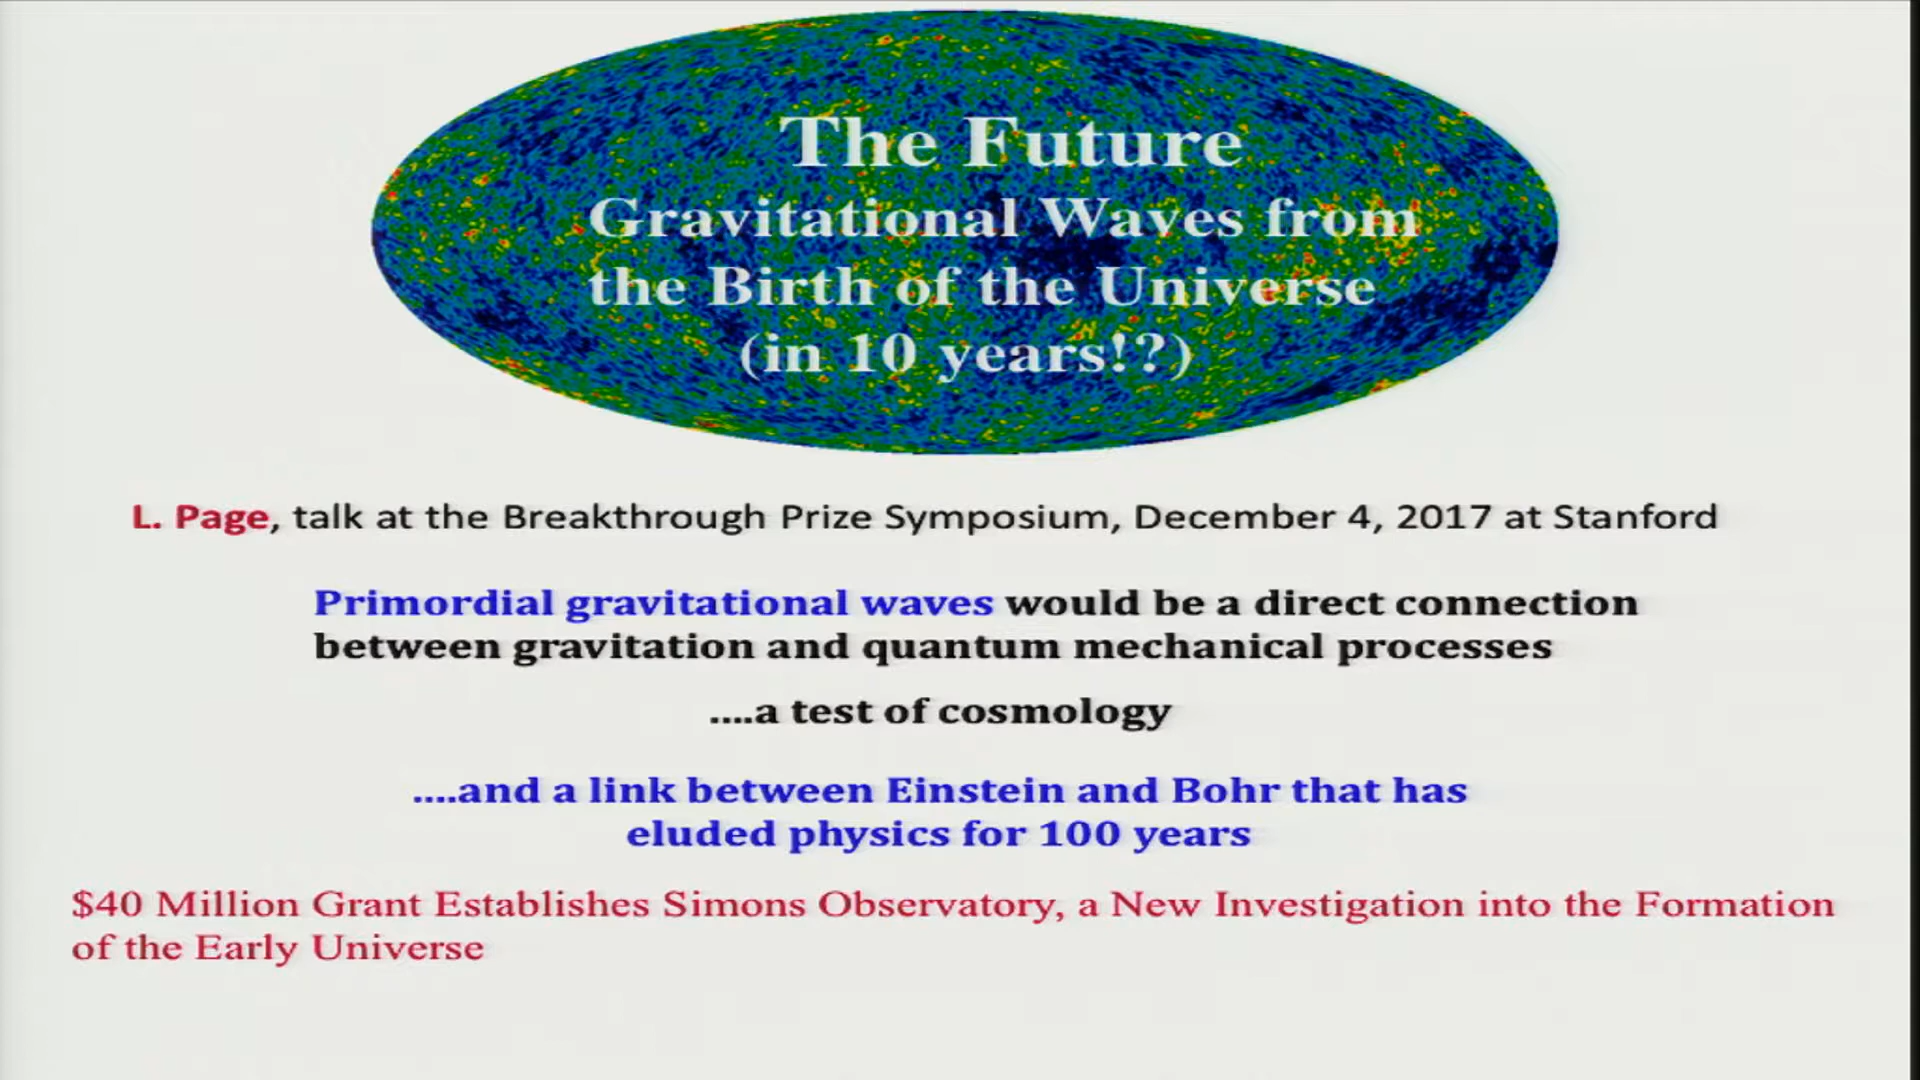 The Future
Gravitational Waves from
the Birth of the Universe
(in 10 years!?)
L. Page, talk at the Breakthrough Prize Symposium, December 4, 2017 at Stanford
Primordial gravitational waves would be a direct connection
between gravitation and quantum mechanical processes
....a test of cosmology
....and a link between Einstein and Bohr that has
eluded physics for 100 years
$40 Million Grant Establishes Simons Observatory, a New Investigation into the Formation
of the Early Universe